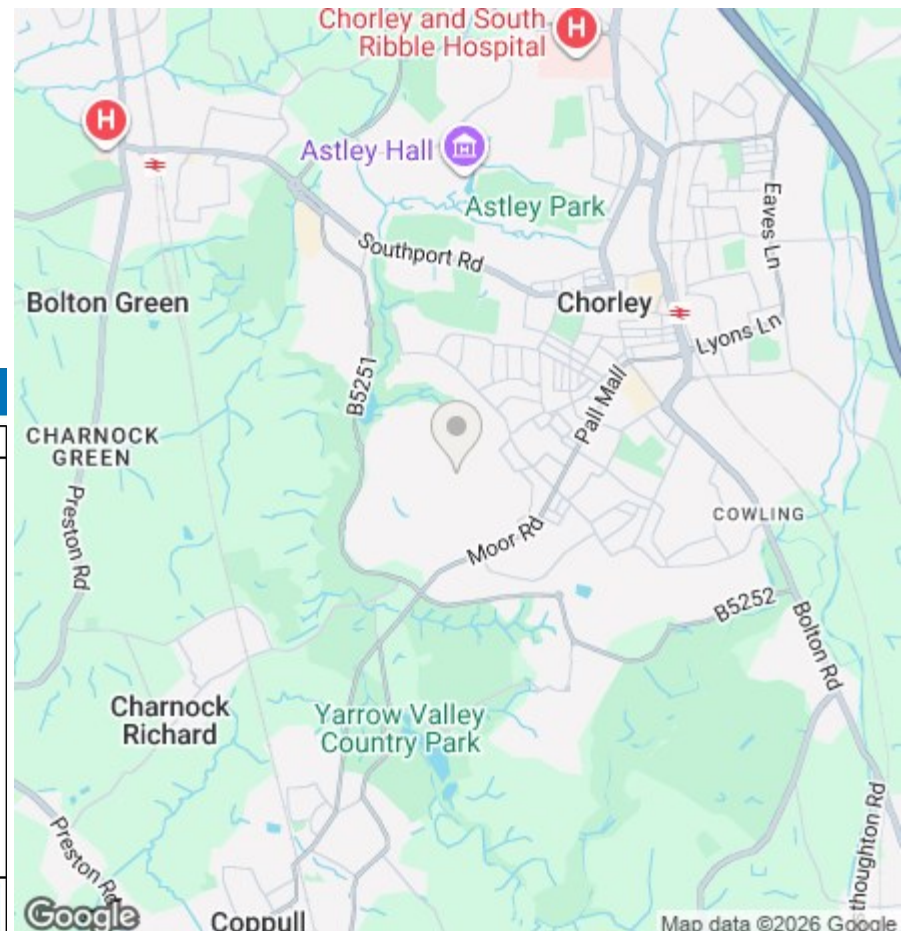 Chorley and South
Ribble Hospital
H
H
Astley Hall
Astley Park
Eaves Ln
Southport Rd
Bolton Green
Chorley
Lyons Ln
B5251
Pall Mall
CHARNOCK
GREEN
Preston Rd
COWLING
Moor Rd
B5252
Bolton Rd
Charnock
Richard
Yarrow Valley
Country Park
Preston Rd
thoughton Rd
Google
Coppull
Map data ©2026 Google